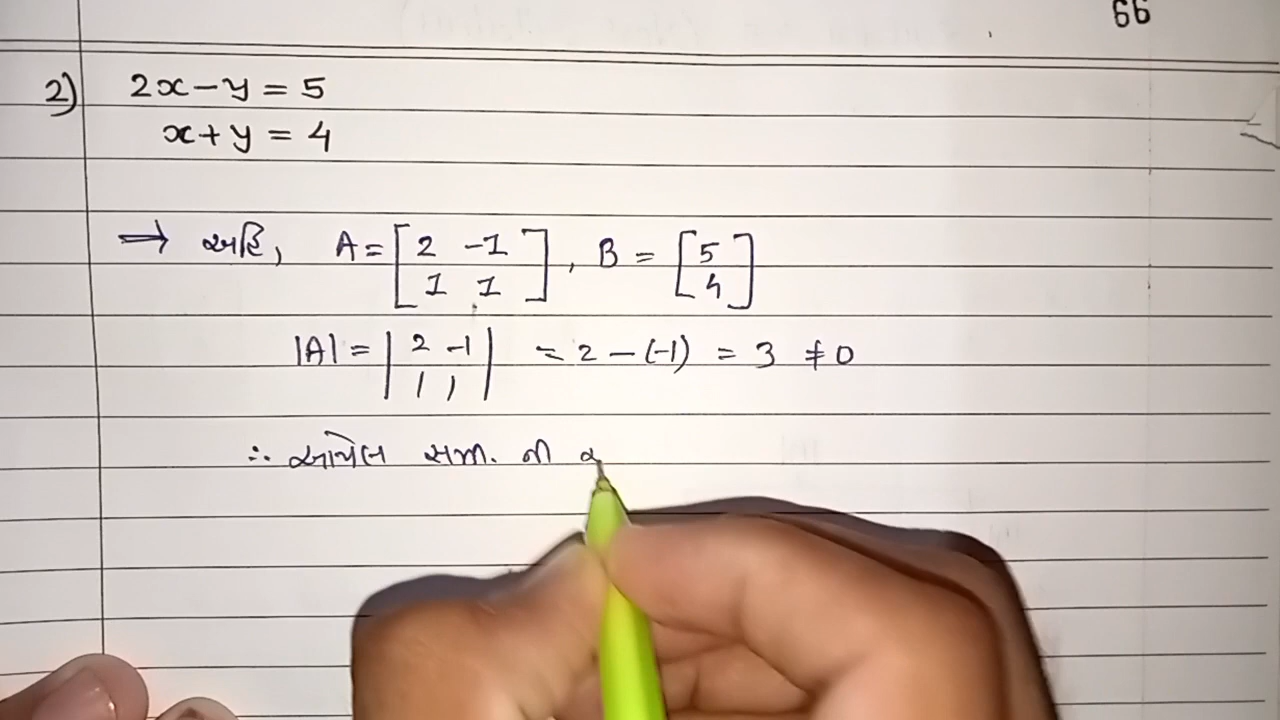 66
2) 2x - y = 5
x + y = 4
→ અહિ, A = [2 -1 / 1 1], B = [5 / 4]
|A| = |2 -1 / 1 1| = 2 - (-1) = 3 ≠ 0
∴ આપેલ સમ. ની